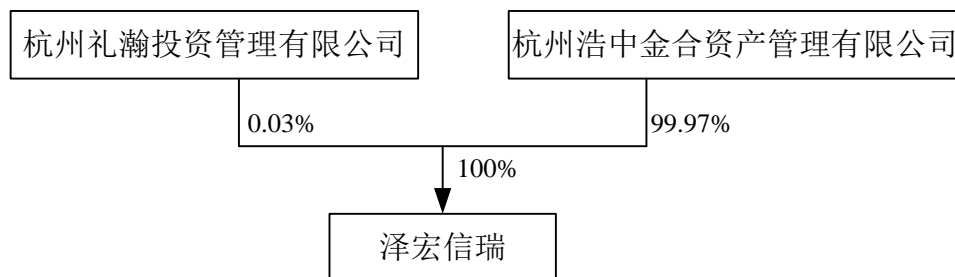 杭州礼瀚投资管理有限公司
杭州浩中金合资产管理有限公司
0.03%
99.97%
100%
泽宏信瑞